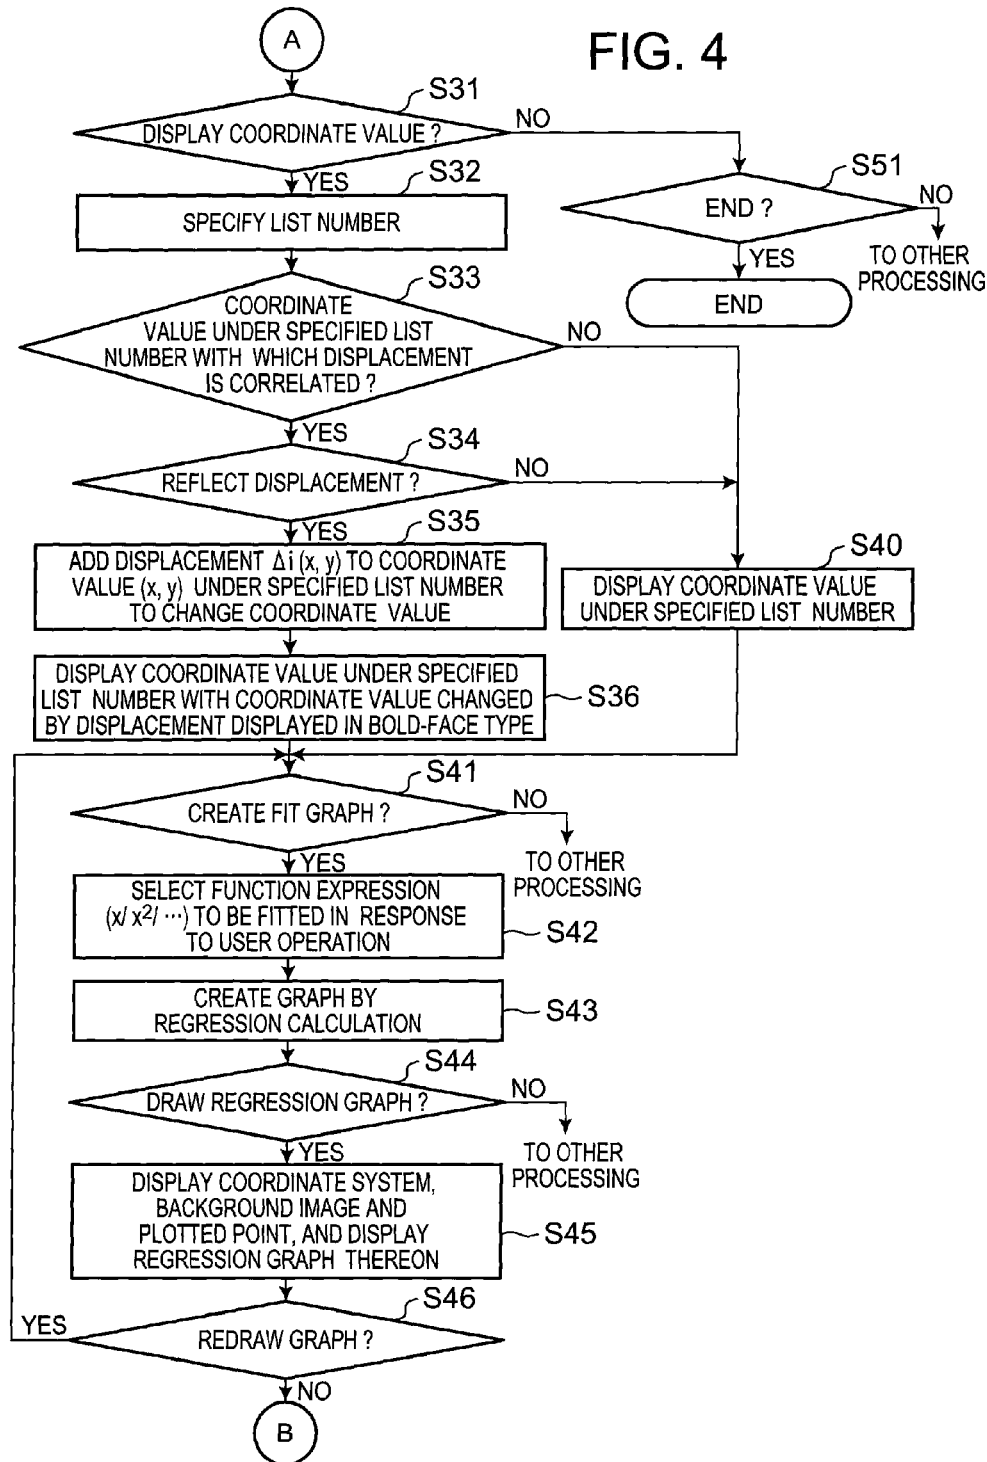 FIG. 4
A
S31
DISPLAY COORDINATE VALUE ?
NO
YES
S32
SPECIFY LIST NUMBER
S51
END ?
NO
YES
TO OTHER
PROCESSING
END
S33
COORDINATE
VALUE UNDER SPECIFIED LIST
NUMBER WITH WHICH DISPLACEMENT
IS CORRELATED ?
NO
YES
S34
REFLECT DISPLACEMENT ?
NO
YES
S35
ADD DISPLACEMENT Δi (x, y) TO COORDINATE
VALUE (x, y) UNDER SPECIFIED LIST NUMBER
TO CHANGE COORDINATE VALUE
S40
DISPLAY COORDINATE VALUE
UNDER SPECIFIED LIST NUMBER
DISPLAY COORDINATE VALUE UNDER SPECIFIED
LIST NUMBER WITH COORDINATE VALUE CHANGED
BY DISPLACEMENT DISPLAYED IN BOLD-FACE TYPE
S36
S41
CREATE FIT GRAPH ?
NO
YES
TO OTHER
PROCESSING
SELECT FUNCTION EXPRESSION
(x/ x²/ ···) TO BE FITTED IN RESPONSE
TO USER OPERATION
S42
CREATE GRAPH BY
REGRESSION CALCULATION
S43
S44
DRAW REGRESSION GRAPH ?
NO
YES
TO OTHER
PROCESSING
DISPLAY COORDINATE SYSTEM,
BACKGROUND IMAGE AND
PLOTTED POINT, AND DISPLAY
REGRESSION GRAPH THEREON
S45
S46
YES
REDRAW GRAPH ?
NO
B